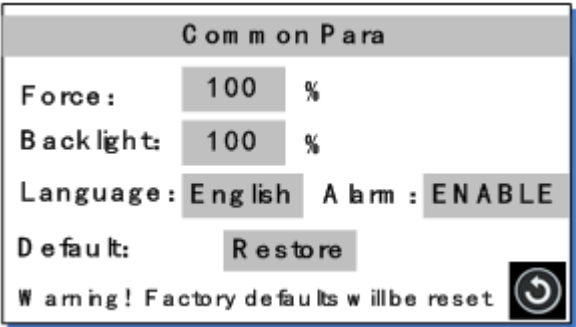 Common Para
Force: 100 %
Backlight: 100 %
Language: English Alarm: ENABLE
Default: Restore
Warning! Factory defaults will be reset